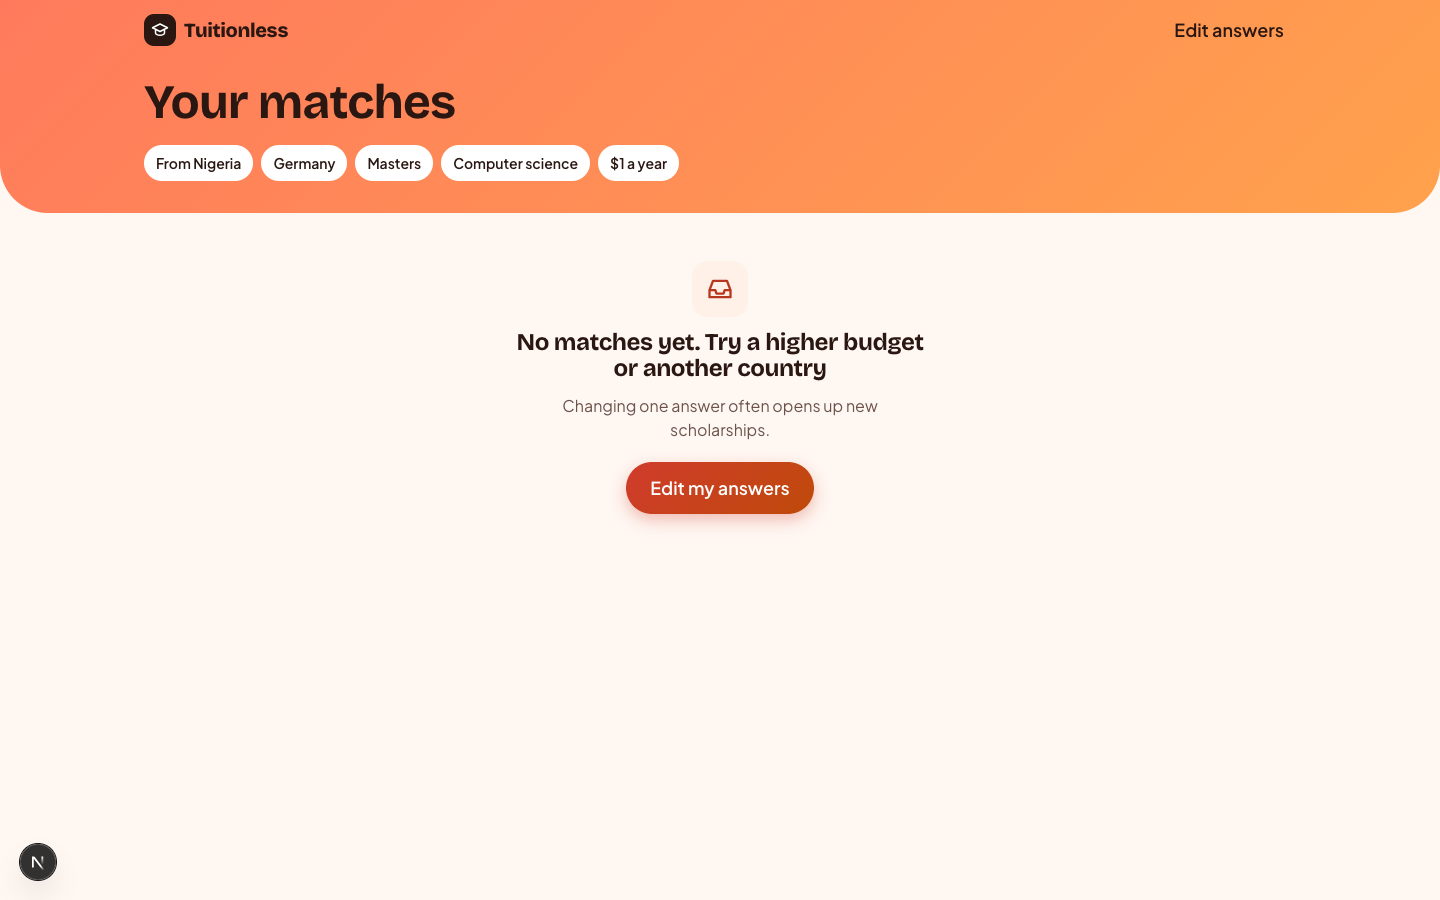 Tuitionless
Edit answers
Your matches
From Nigeria
Germany
Masters
Computer science
$1 a year
No matches yet. Try a higher budget
or another country
Changing one answer often opens up new
scholarships.
Edit my answers
N